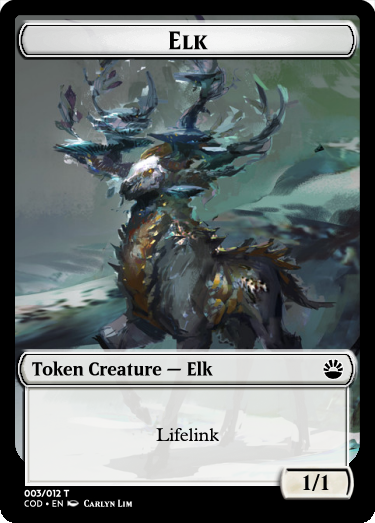 Elk
Token Creature — Elk
Lifelink
1/1
003/012 T
COD • EN Carlyn Lim